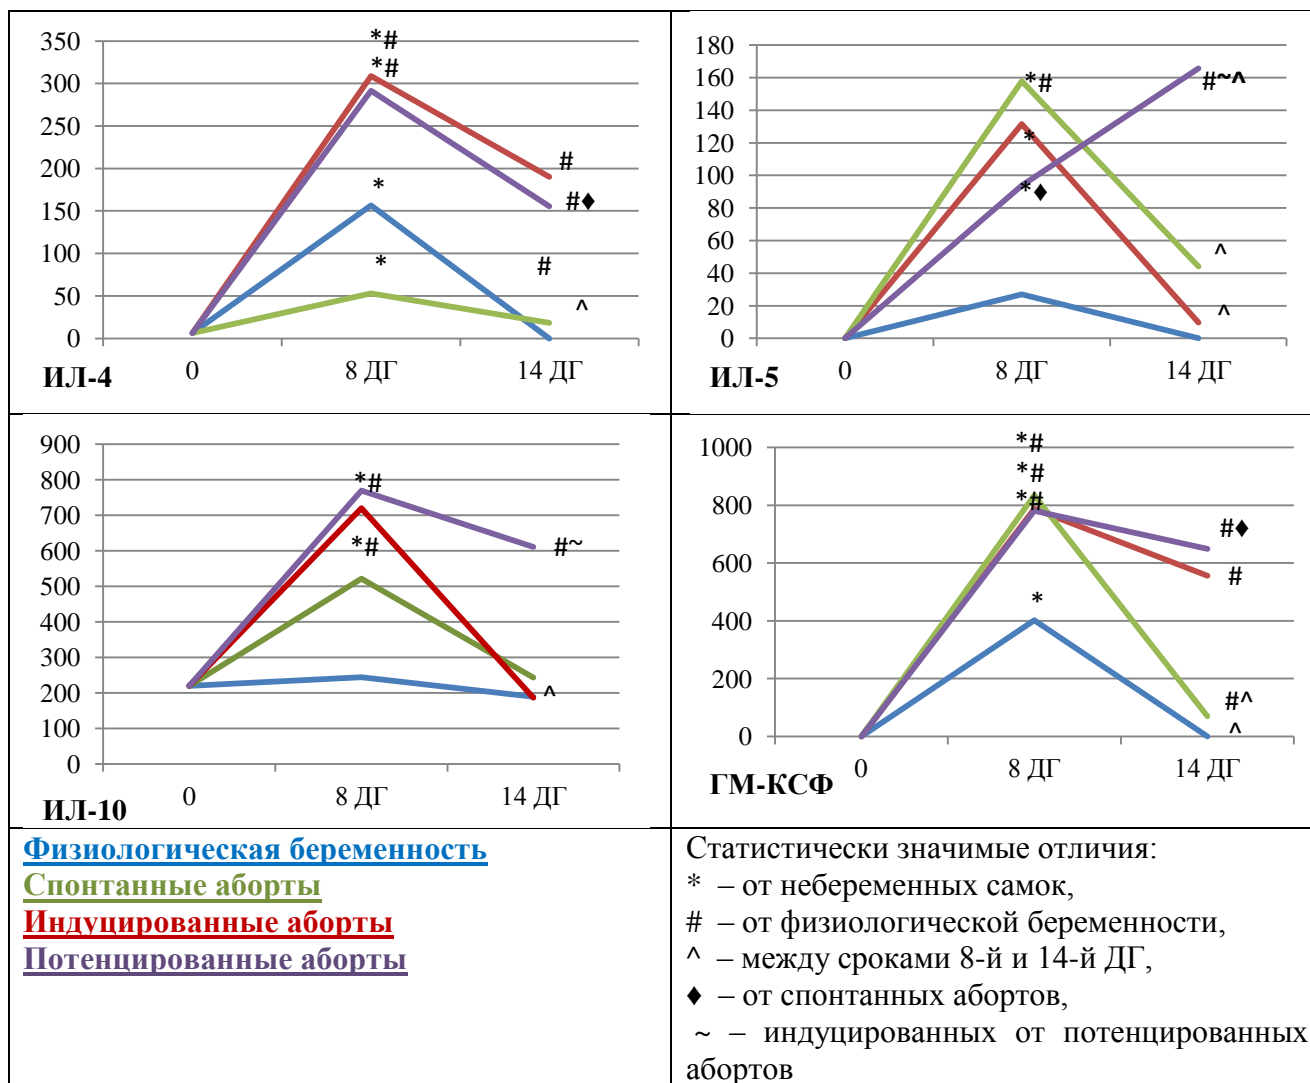 350
300
250
200
150
100
50
0
*#
*#
*
*
#
#♦
#
^
0
8 ДГ
14 ДГ
ИЛ-4
180
160
140
120
100
80
60
40
20
0
*#
*
*♦
#~^
^
^
0
8 ДГ
14 ДГ
ИЛ-5
900
800
700
600
500
400
300
200
100
0
*#
*#
#~
^
0
8 ДГ
14 ДГ
ИЛ-10
1000
800
600
400
200
0
*#
*#
*#
*
#♦
#
#^
^
0
8 ДГ
14 ДГ
ГМ-КСФ
Физиологическая беременность
Спонтанные аборты
Индуцированные аборты
Потенцированные аборты
Статистически значимые отличия:
* – от небеременных самок,
# – от физиологической беременности,
^ – между сроками 8-й и 14-й ДГ,
♦ – от спонтанных абортов,
~ – индуцированных от потенцированных
абортов